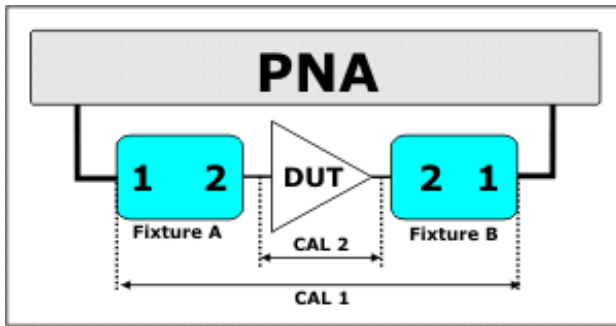 PNA
1 2 DUT 2 1
Fixture A
Fixture B
CAL 2
CAL 1